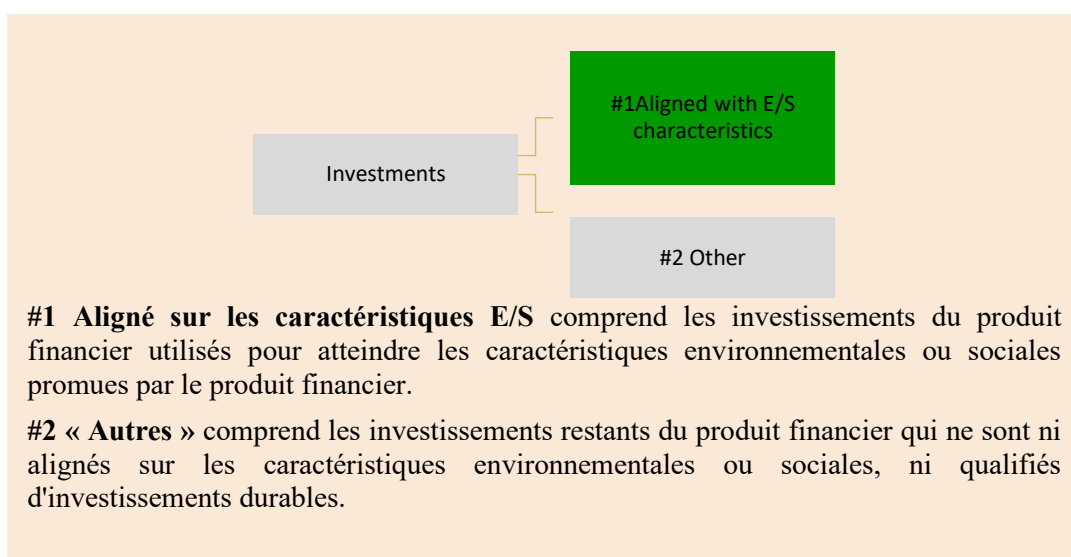 #1Aligned with E/S
characteristics
Investments
#2 Other
#1 Aligné sur les caractéristiques E/S comprend les investissements du produit
financier utilisés pour atteindre les caractéristiques environnementales ou sociales
promues par le produit financier.
#2 « Autres » comprend les investissements restants du produit financier qui ne sont ni
alignés sur les caractéristiques environnementales ou sociales, ni qualifiés
d'investissements durables.